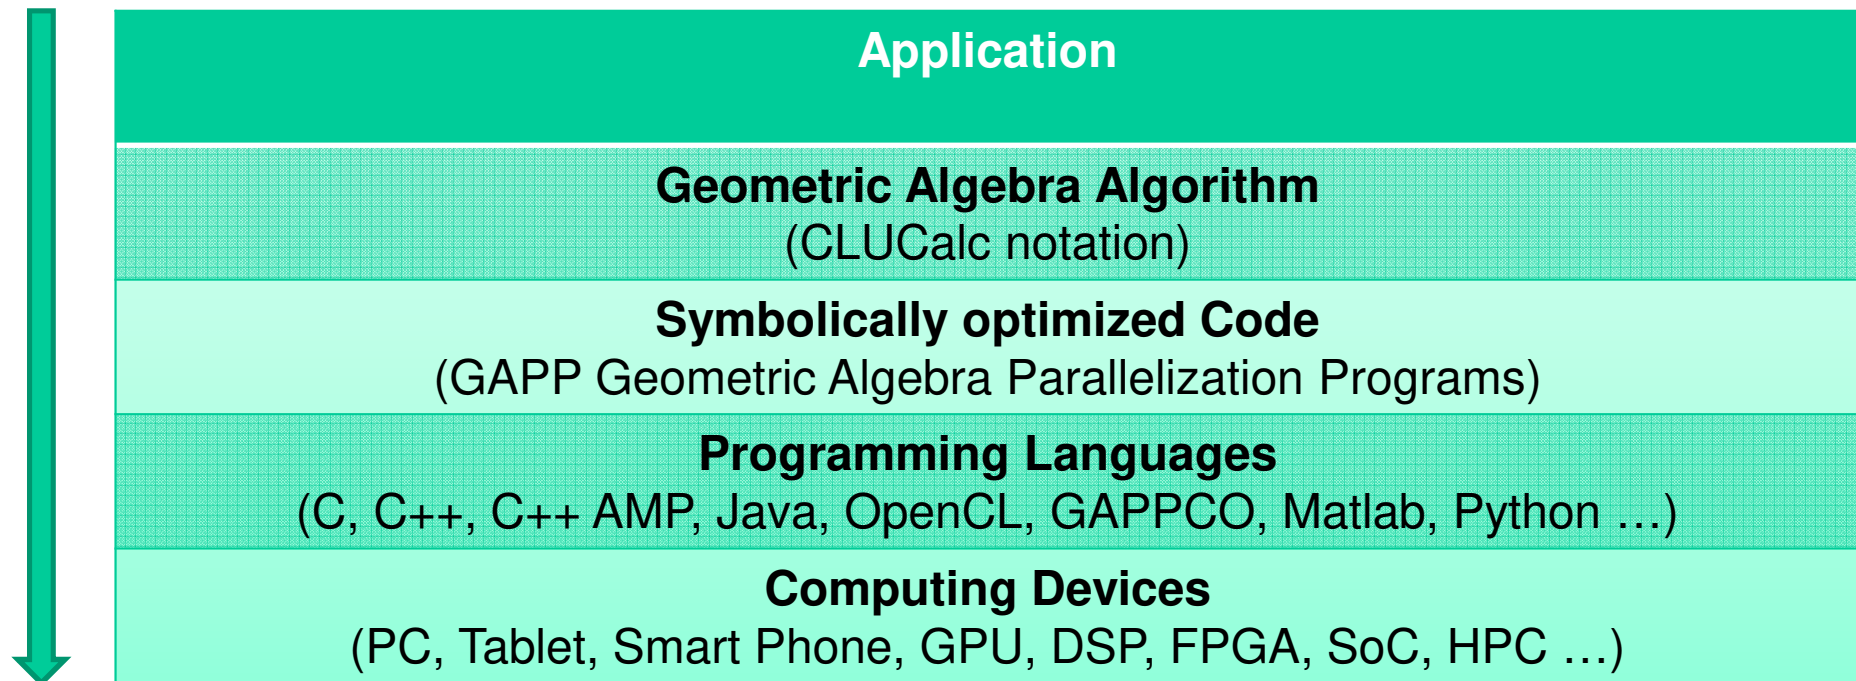 Application
Geometric Algebra Algorithm
(CLUCalc notation)
Symbolically optimized Code
(GAPP Geometric Algebra Parallelization Programs)
Programming Languages
(C, C++, C++ AMP, Java, OpenCL, GAPPCO, Matlab, Python …)
Computing Devices
(PC, Tablet, Smart Phone, GPU, DSP, FPGA, SoC, HPC …)